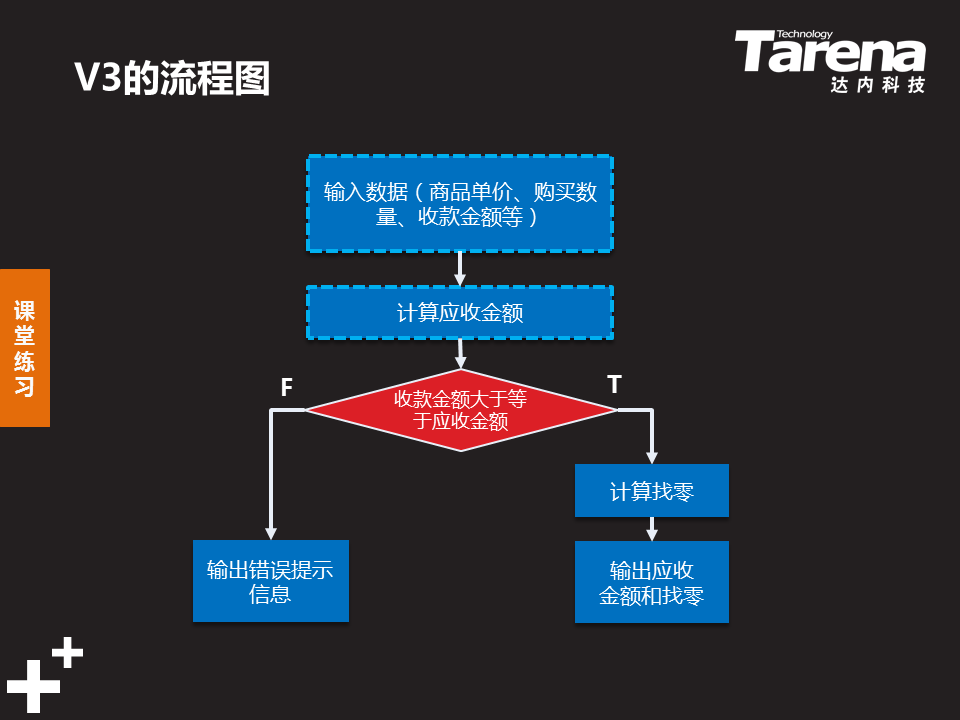 Technology
Tarena
达内科技
V3的流程图
输入数据（商品单价、购买数
量、收款金额等）
计算应收金额
课
堂
练
习
F
T
收款金额大于等
于应收金额
计算找零
输出错误提示
信息
输出应收
金额和找零